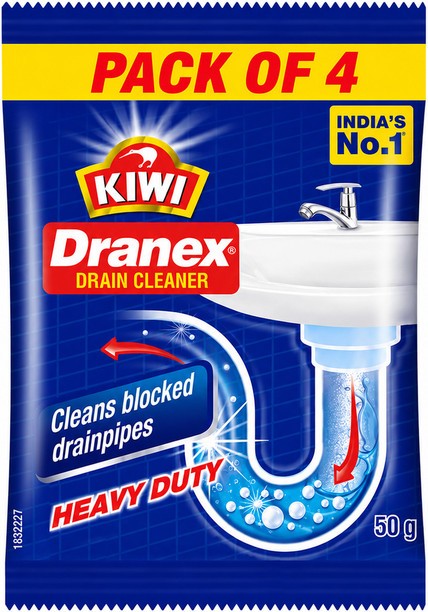 PACK OF 4
INDIA'S
No.1
KIWI
Dranex®
DRAIN CLEANER
Cleans blocked
drainpipes
HEAVY DUTY
50 g
1832227